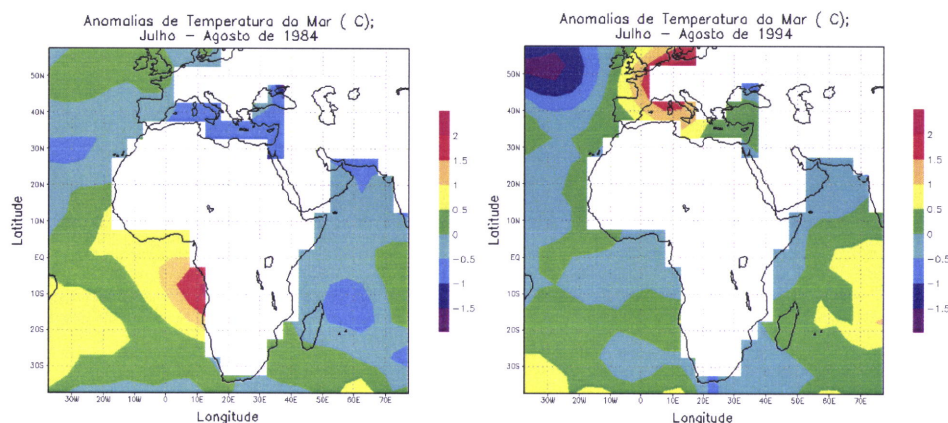 Anomalias de Temperatura do Mar ( C);
Julho - Agosto de 1984
50N
40N
30N
20N
10N
EQ
10S
20S
30S
Latitude
30W 20W 10W 0 10E 20E 30E 40E 50E 60E 70E
Longitude
2
1.5
1
0.5
0
-0.5
-1
-1.5
Anomalias de Temperatura do Mar ( C);
Julho - Agosto de 1994
50N
40N
30N
20N
10N
EQ
10S
20S
30S
Latitude
30W 20W 10W 0 10E 20E 30E 40E 50E 60E 70E
Longitude
2
1.5
1
0.5
0
-0.5
-1
-1.5